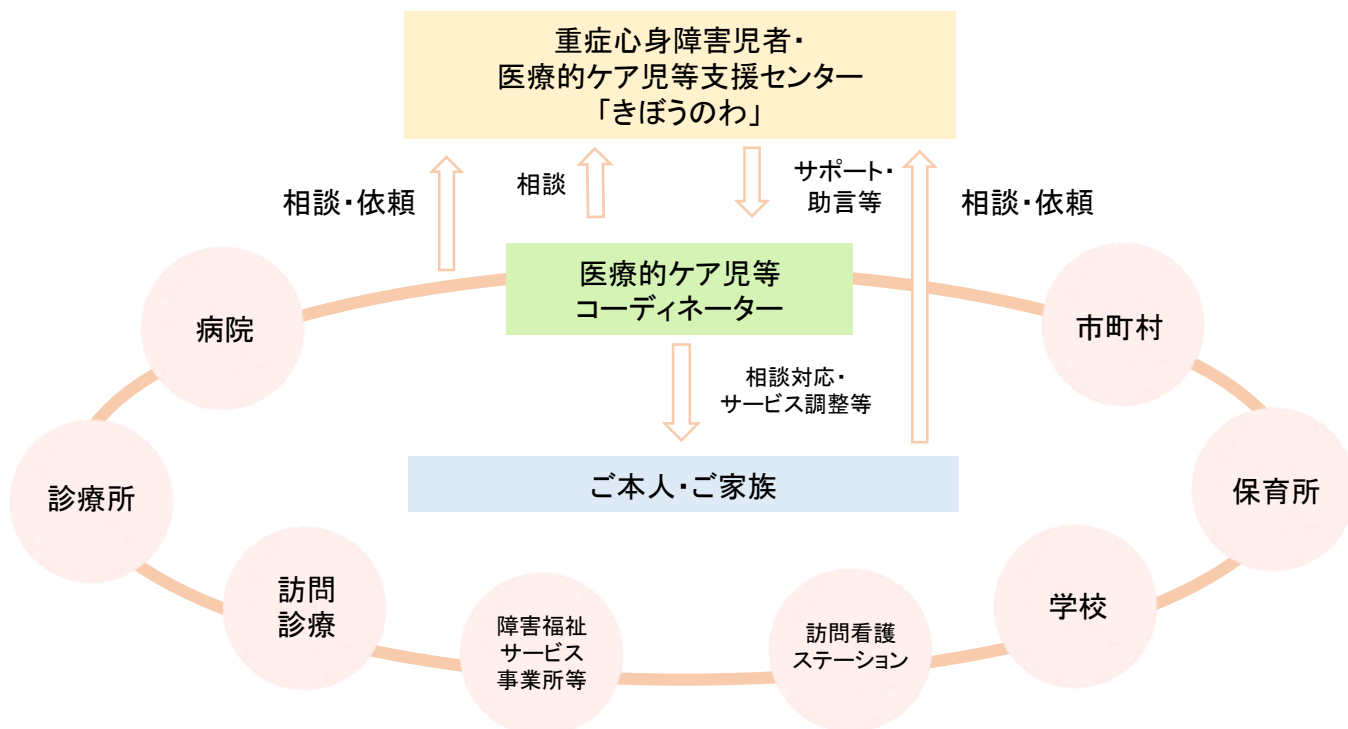 重症心身障害児者・
医療的ケア児等支援センター
「きぼうのわ」
相談・依頼
相談
サポート・
助言等
相談・依頼
医療的ケア児等
コーディネーター
病院
市町村
相談対応・
サービス調整等
ご本人・ご家族
診療所
保育所
訪問
診療
障害福祉
サービス
事業所等
訪問看護
ステーション
学校